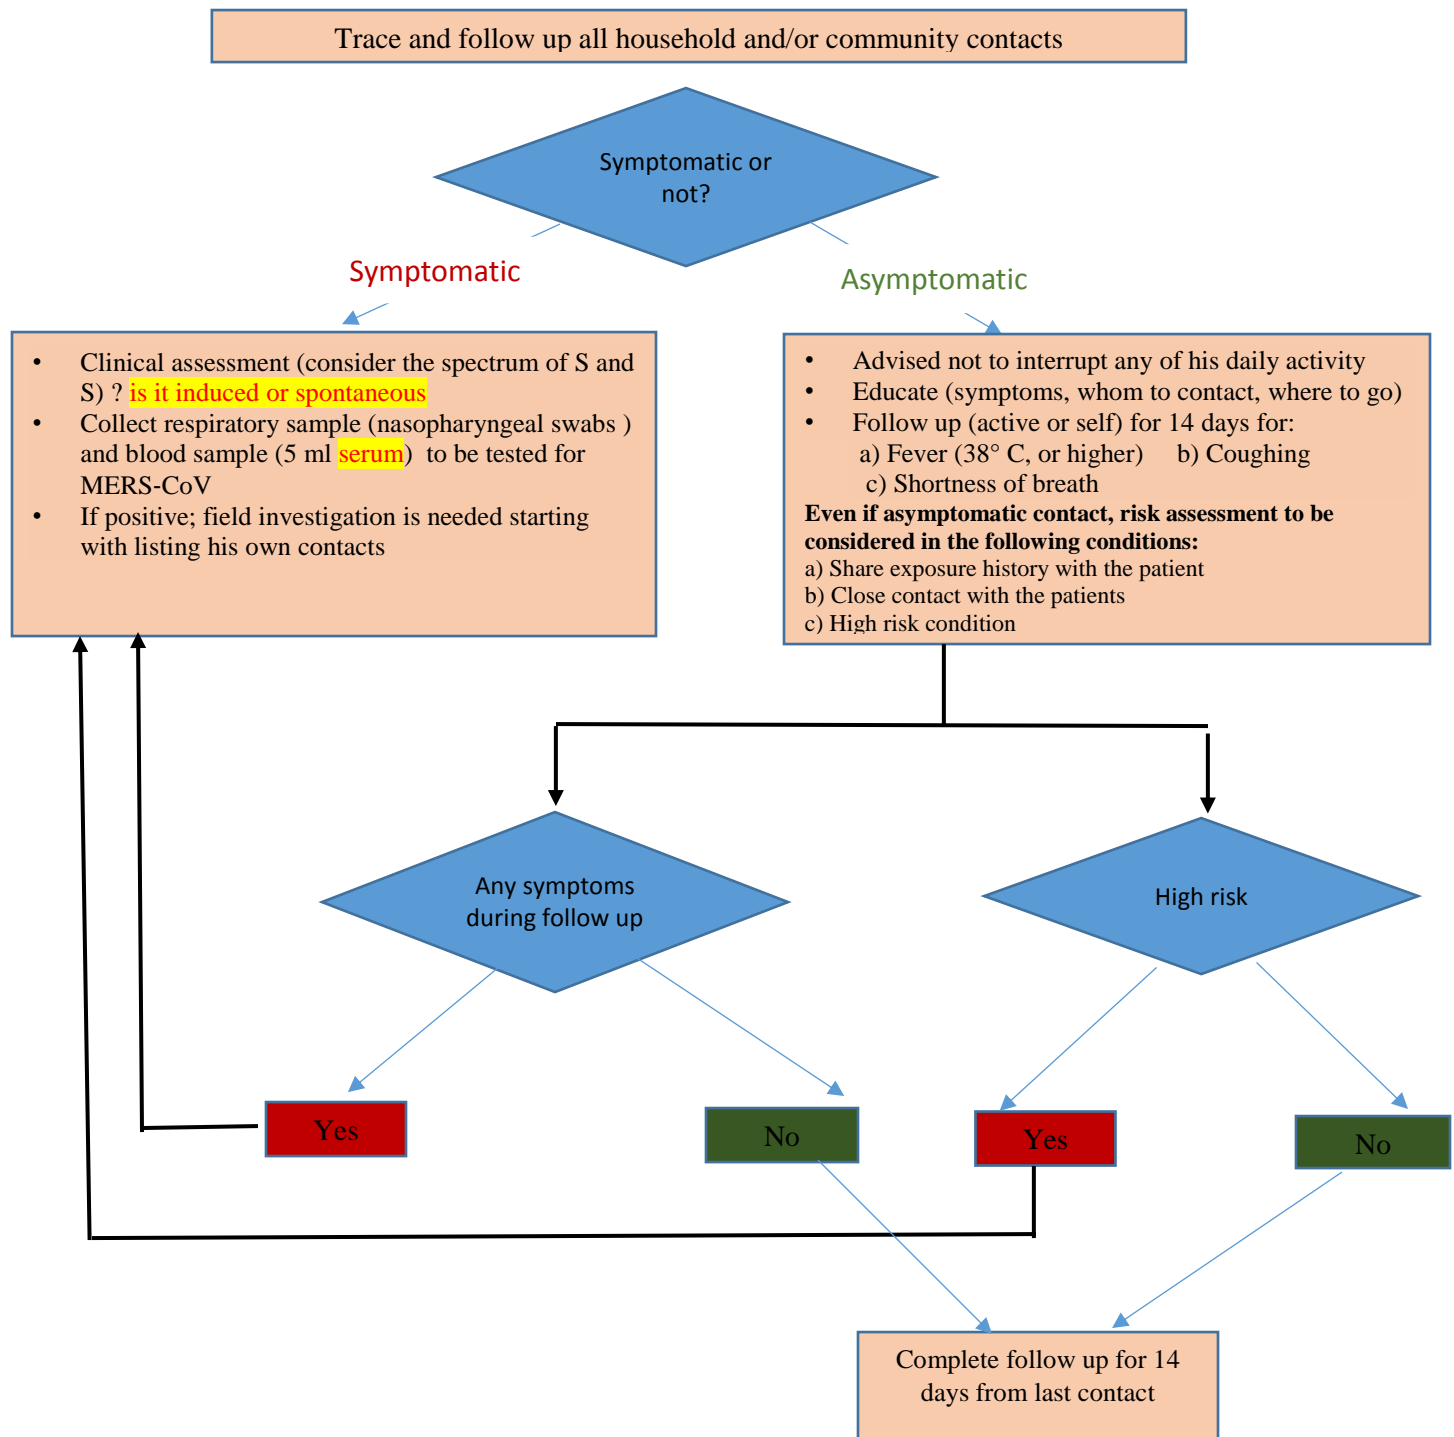 Trace and follow up all household and/or community contacts
Symptomatic or
not?
Symptomatic
Asymptomatic
• Clinical assessment (consider the spectrum of S and
S) ? is it induced or spontaneous
• Collect respiratory sample (nasopharyngeal swabs )
and blood sample (5 ml serum) to be tested for
MERS-CoV
• If positive; field investigation is needed starting
with listing his own contacts
• Advised not to interrupt any of his daily activity
• Educate (symptoms, whom to contact, where to go)
• Follow up (active or self) for 14 days for:
a) Fever (38° C, or higher) b) Coughing
c) Shortness of breath
Even if asymptomatic contact, risk assessment to be
considered in the following conditions:
a) Share exposure history with the patient
b) Close contact with the patients
c) High risk condition
Any symptoms
during follow up
High risk
Yes
No
Yes
No
Complete follow up for 14
days from last contact